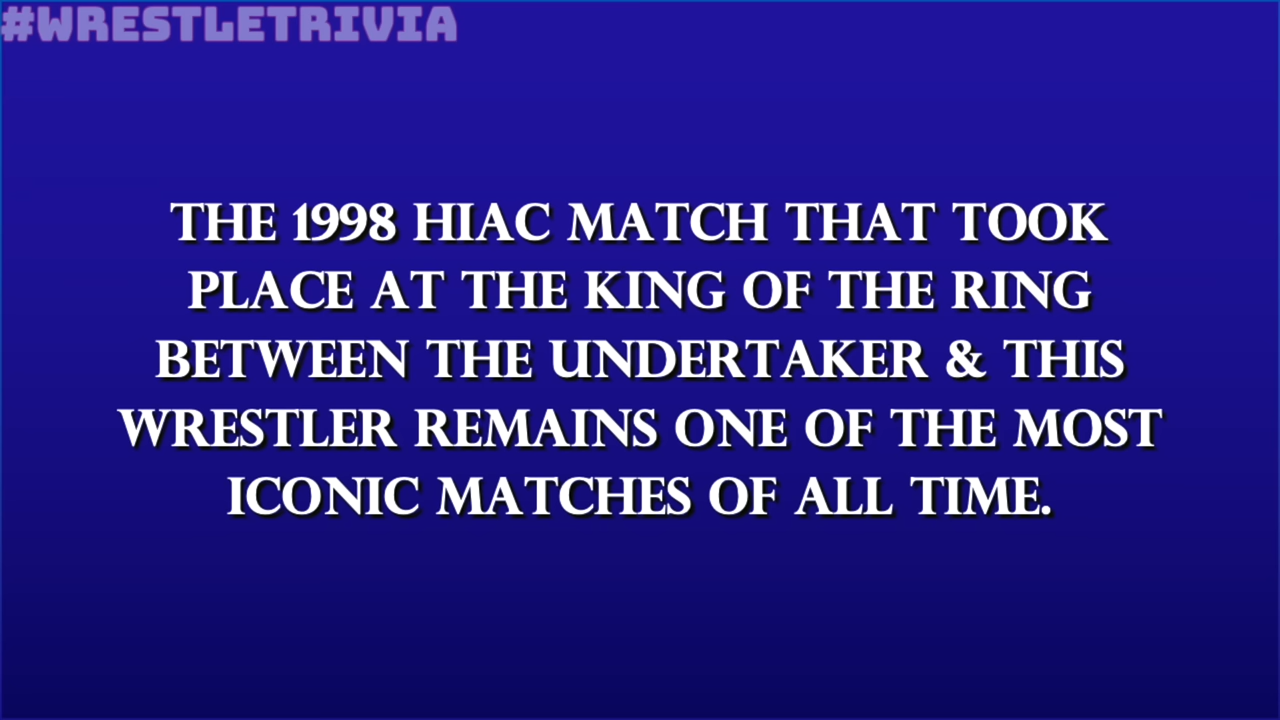 #WRESTLETRIVIA
THE 1998 HIAC MATCH THAT TOOK
PLACE AT THE KING OF THE RING
BETWEEN THE UNDERTAKER & THIS
WRESTLER REMAINS ONE OF THE MOST
ICONIC MATCHES OF ALL TIME.